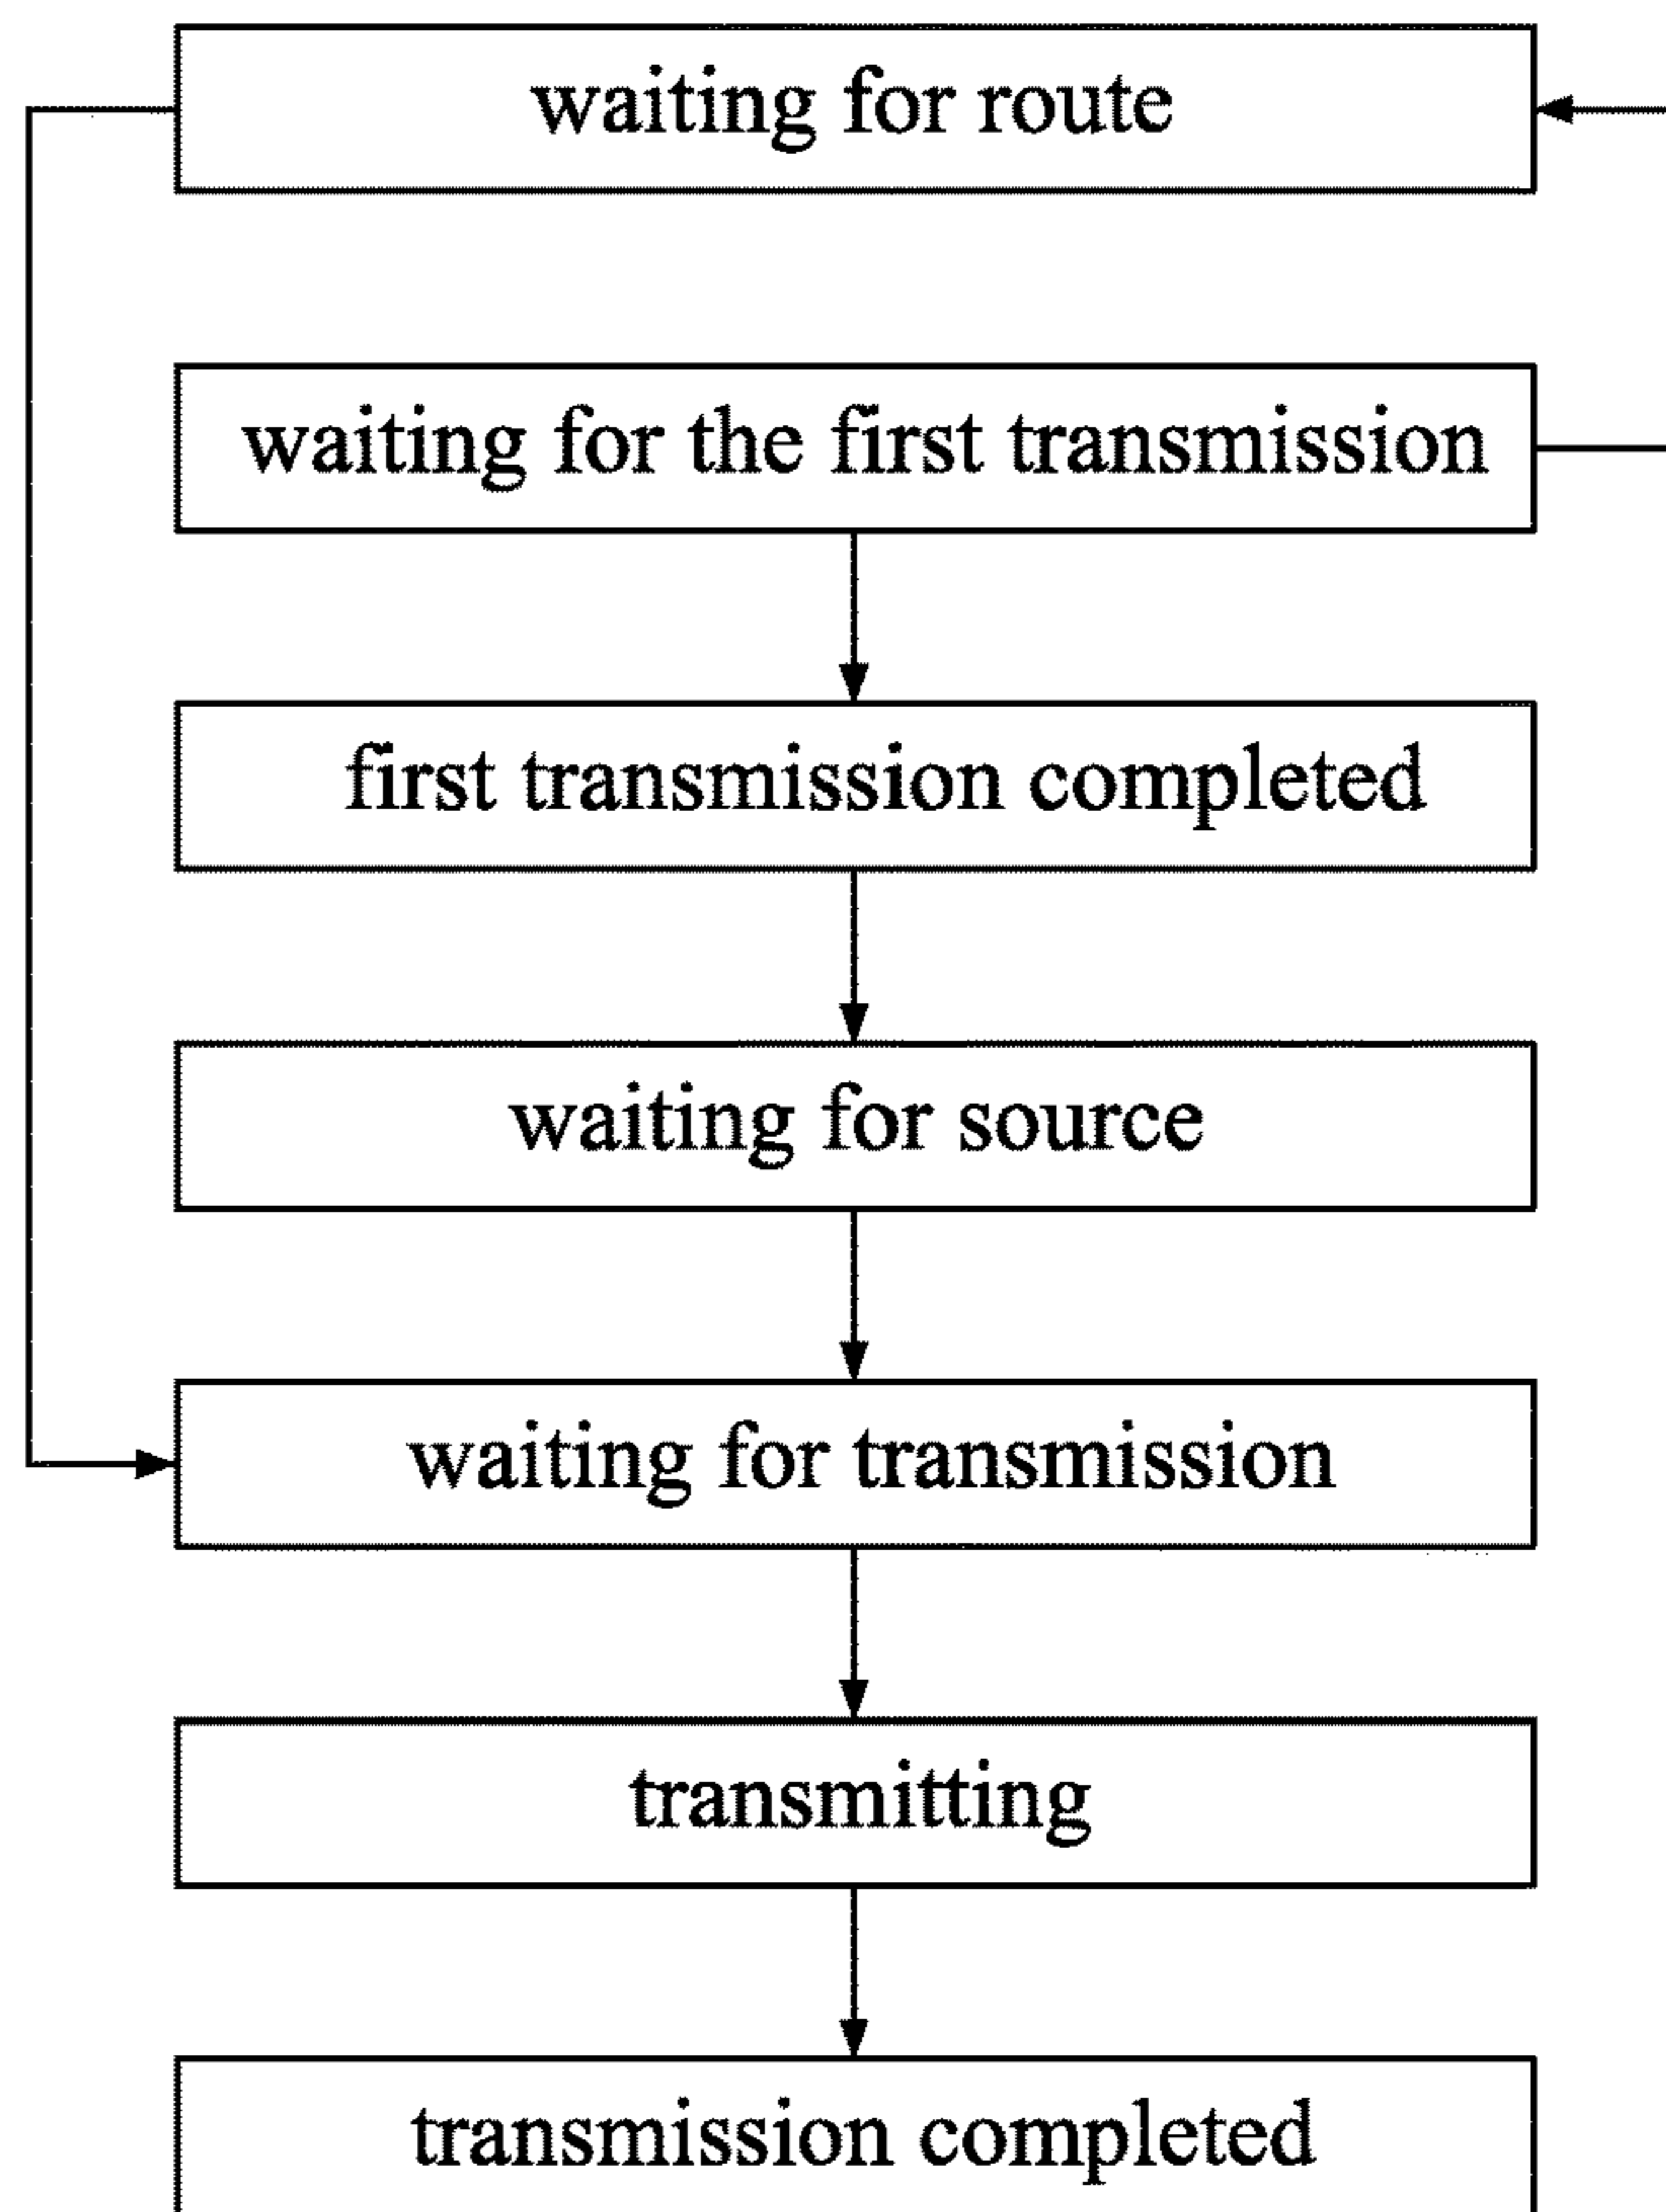 waiting for route
waiting for the first transmission
first transmission completed
waiting for source
waiting for transmission
transmitting
transmission completed